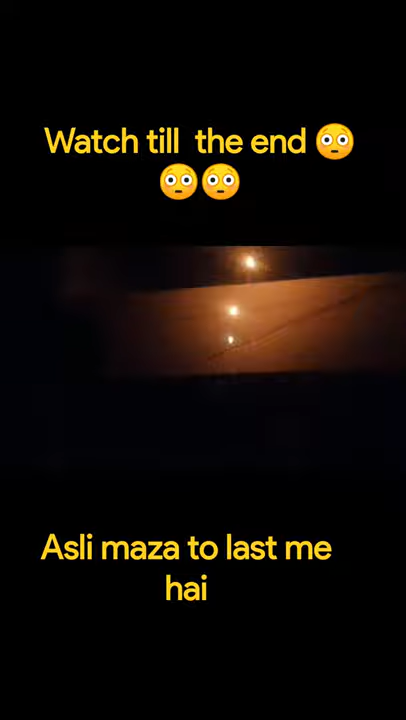 Watch till  the end 😳
😳😳
Asli maza to last me
hai